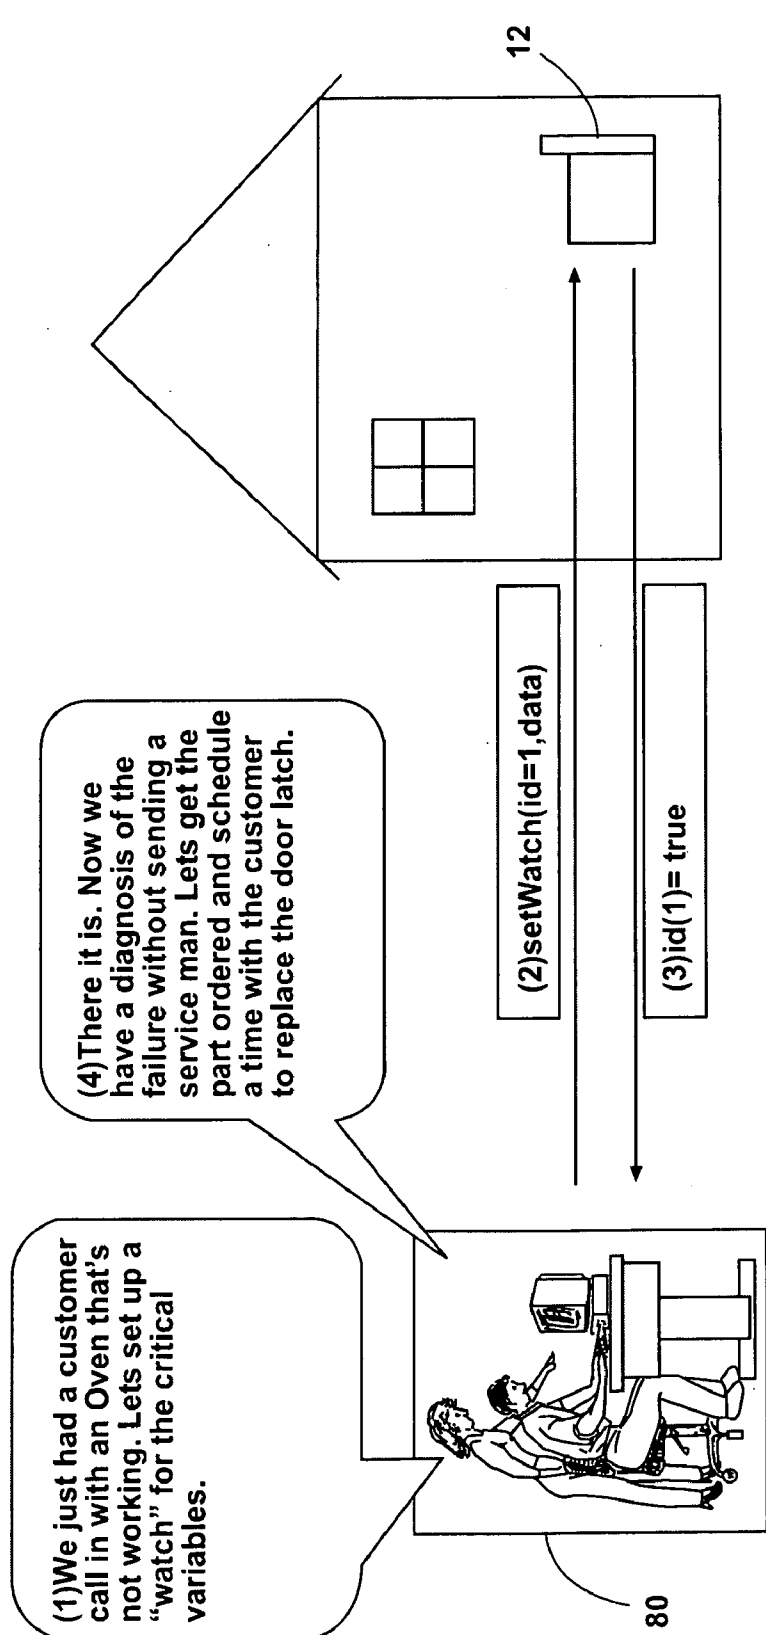 (1)We just had a customer
call in with an Oven that's
not working. Lets set up a
“watch” for the critical
variables.
(4)There it is. Now we
have a diagnosis of the
failure without sending a
service man. Lets get the
part ordered and schedule
a time with the customer
to replace the door latch.
(2)setWatch(id=1,data)
(3)id(1)= true
12
80